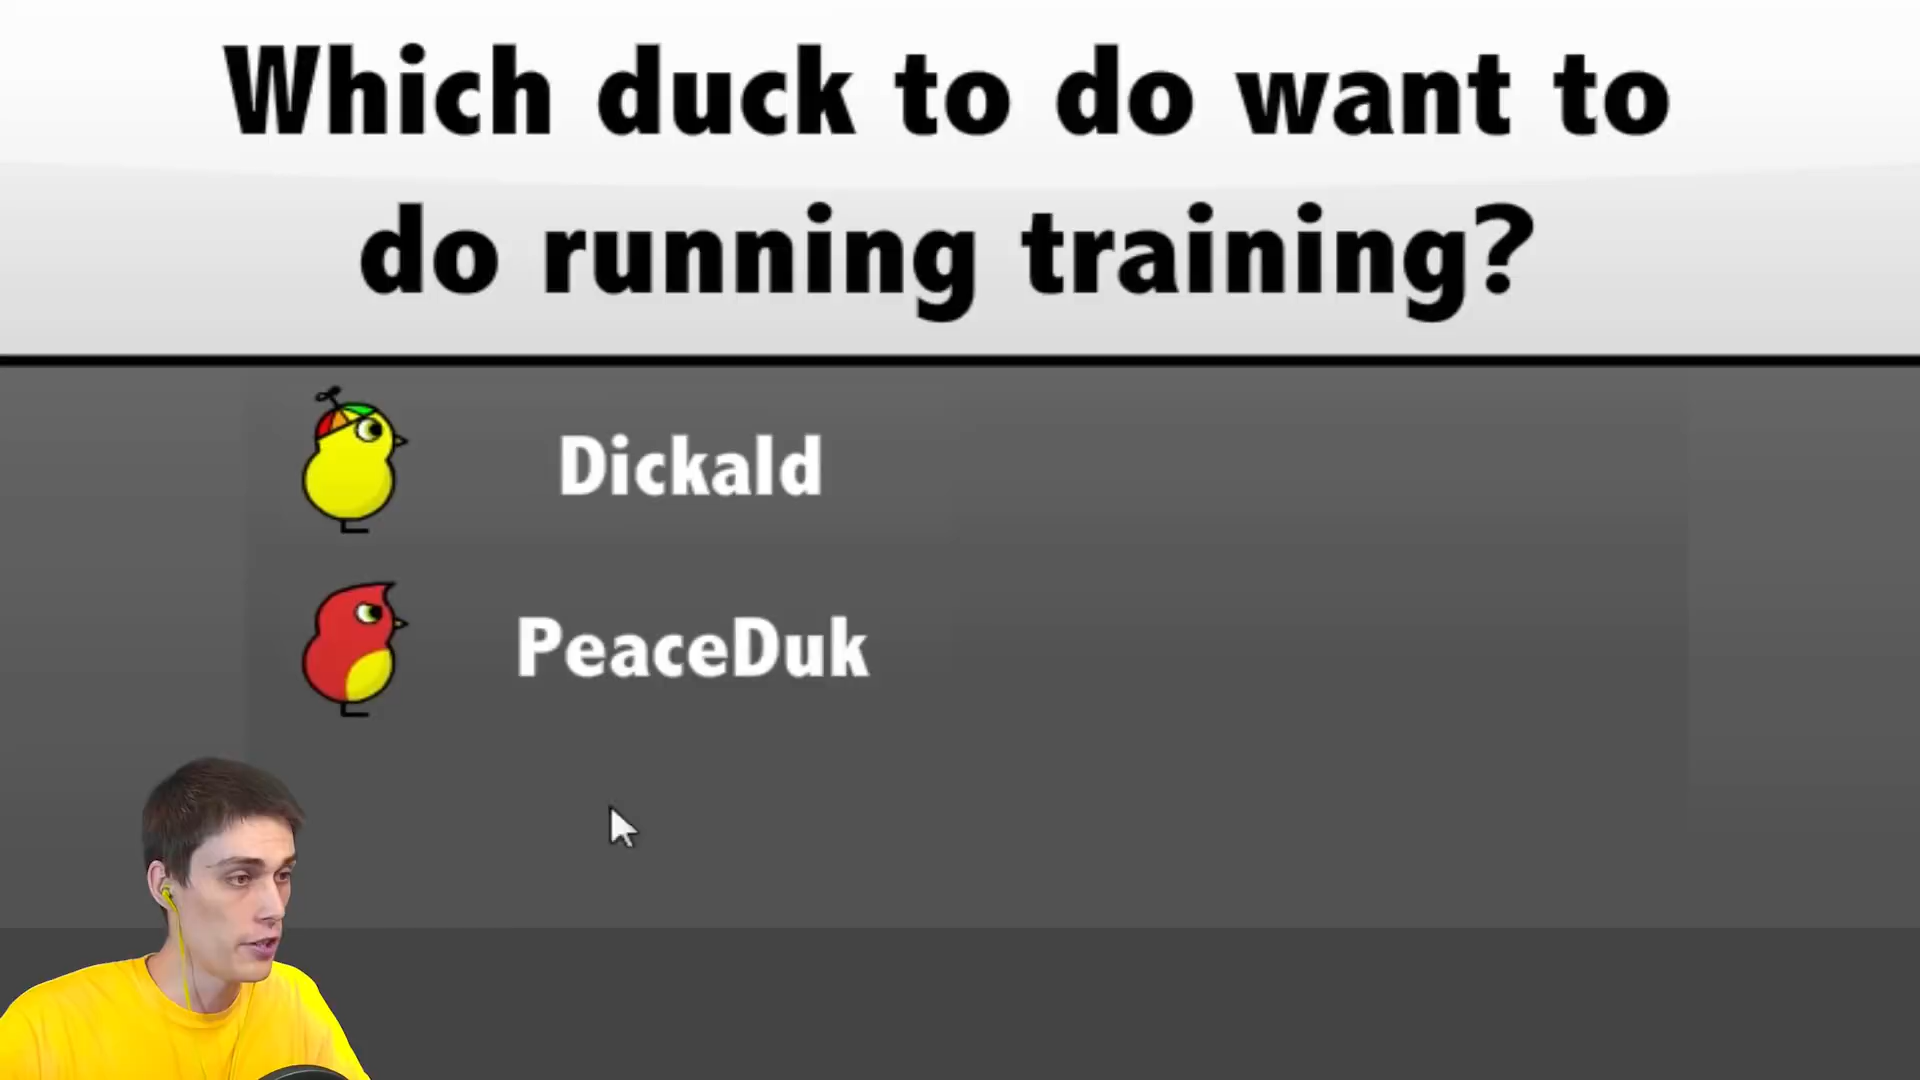 Which duck to do want to
do running training?
Dickald
PeaceDuk